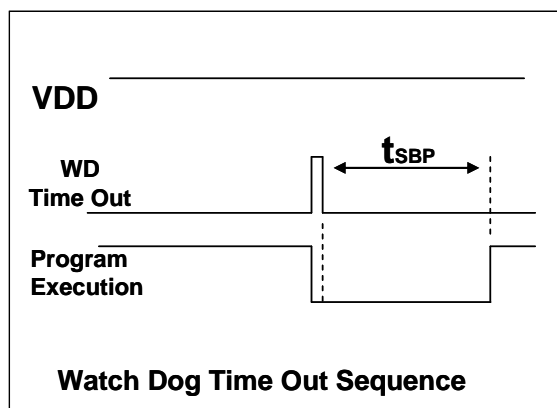 VDD
tSBP
WD
Time Out
Program
Execution
Watch Dog Time Out Sequence